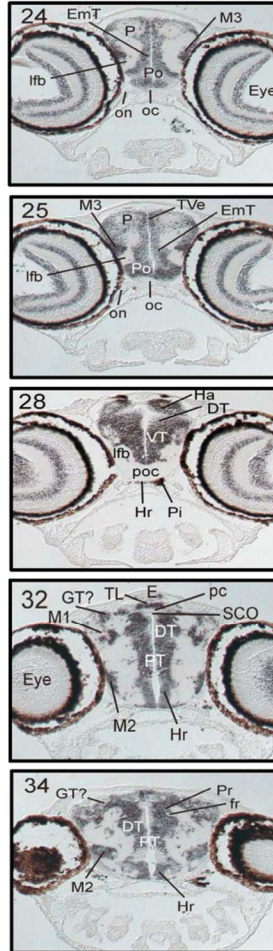 24
EmT
P
M3
lfb
Po
on
oc
Eye
25
M3
P
TVe
EmT
lfb
Po
on
oc
28
Ha
DT
VT
lfb
poc
Hr
Pi
32
TL
E
pc
GT?
M1
SCO
DT
PT
Eye
M2
Hr
34
GT?
Pr
fr
DT
PT
M2
Hr